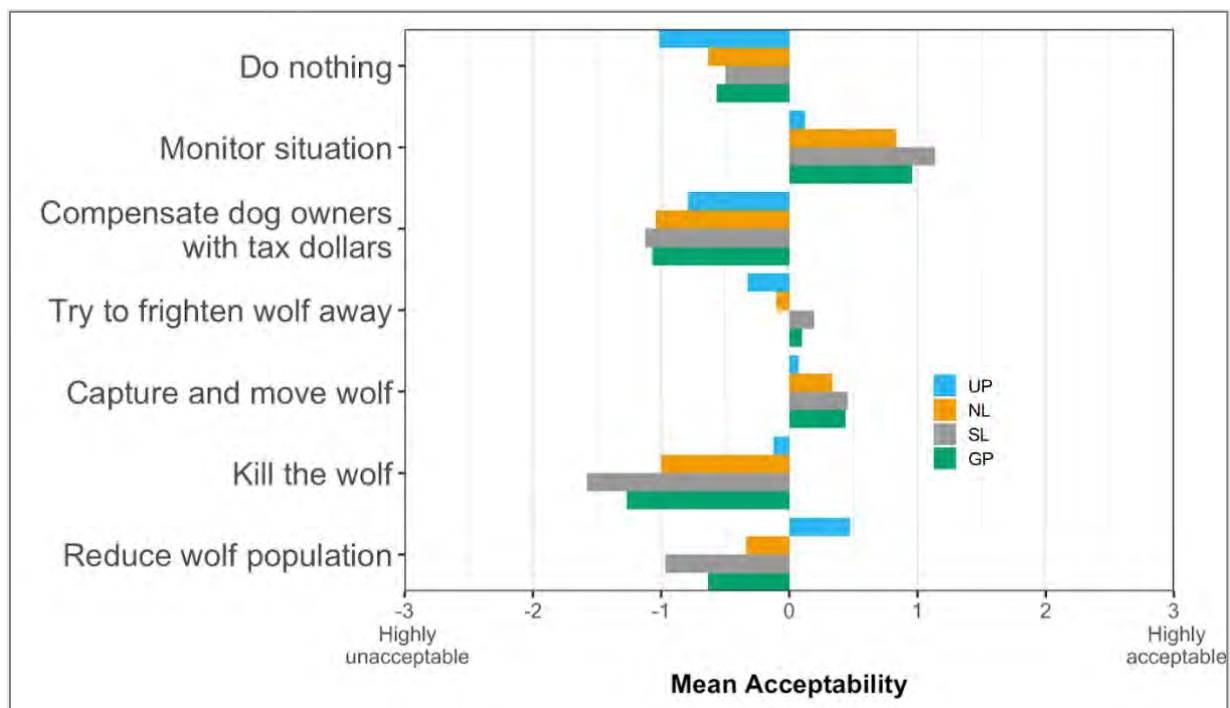 Do nothing
Monitor situation
Compensate dog owners
with tax dollars
Try to frighten wolf away
Capture and move wolf
Kill the wolf
Reduce wolf population
UP
NL
SL
GP
-3 -2 -1 0 1 2 3
Highly Highly
unacceptable acceptable
Mean Acceptability